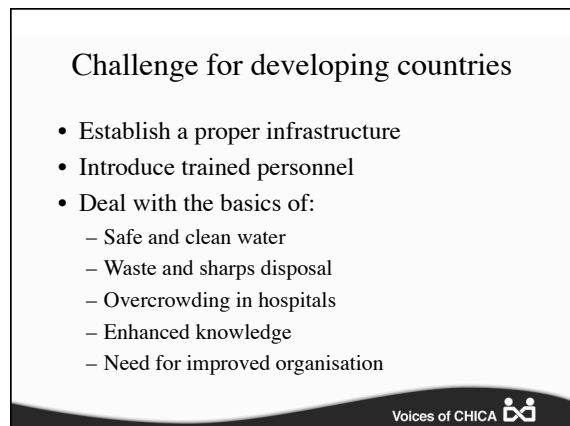 Challenge for developing countries
• Establish a proper infrastructure
• Introduce trained personnel
• Deal with the basics of:
– Safe and clean water
– Waste and sharps disposal
– Overcrowding in hospitals
– Enhanced knowledge
– Need for improved organisation
Voices of CHICA